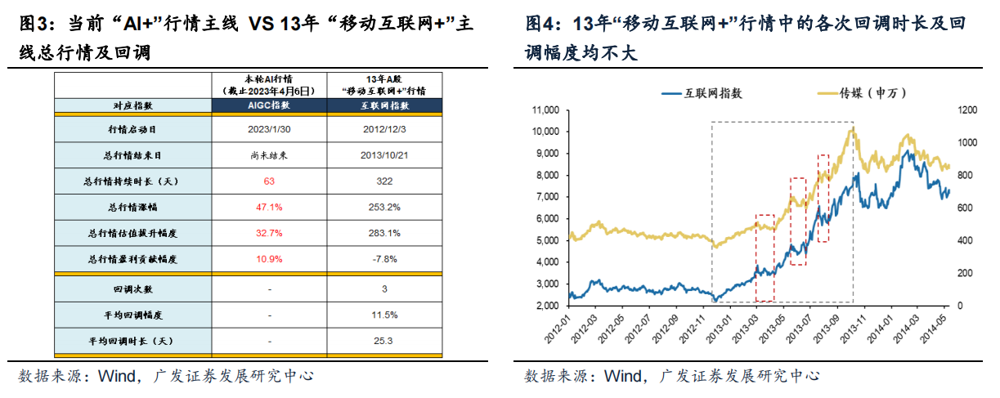 图3：当前“AI+”行情主线 VS 13年“移动互联网+”主
线总行情及回调
本轮AI行情
（截止2023年4月6日）
13年A股
“移动互联网+”行情
对应指数
AIGC指数
互联网指数
行情启动日
2023/1/30
2012/12/3
总行情结束日
尚未结束
2013/10/21
总行情持续时长（天）
63
322
总行情涨幅
47.1%
253.2%
总行情估值拔升幅度
32.7%
283.1%
总行情盈利贡献幅度
10.9%
-7.8%
回调次数
-
3
平均回调幅度
-
11.5%
平均回调时长（天）
-
25.3
数据来源：Wind，广发证券发展研究中心
图4：13年“移动互联网+”行情中的各次回调时长及回
调幅度均不大
互联网指数
传媒（申万）
11,000
10,000
9,000
8,000
7,000
6,000
5,000
4,000
3,000
2,000
1200
1000
800
600
400
200
0
2012-01
2012-03
2012-05
2012-07
2012-09
2012-11
2013-01
2013-03
2013-05
2013-07
2013-09
2013-11
2014-01
2014-03
2014-05
数据来源：Wind，广发证券发展研究中心